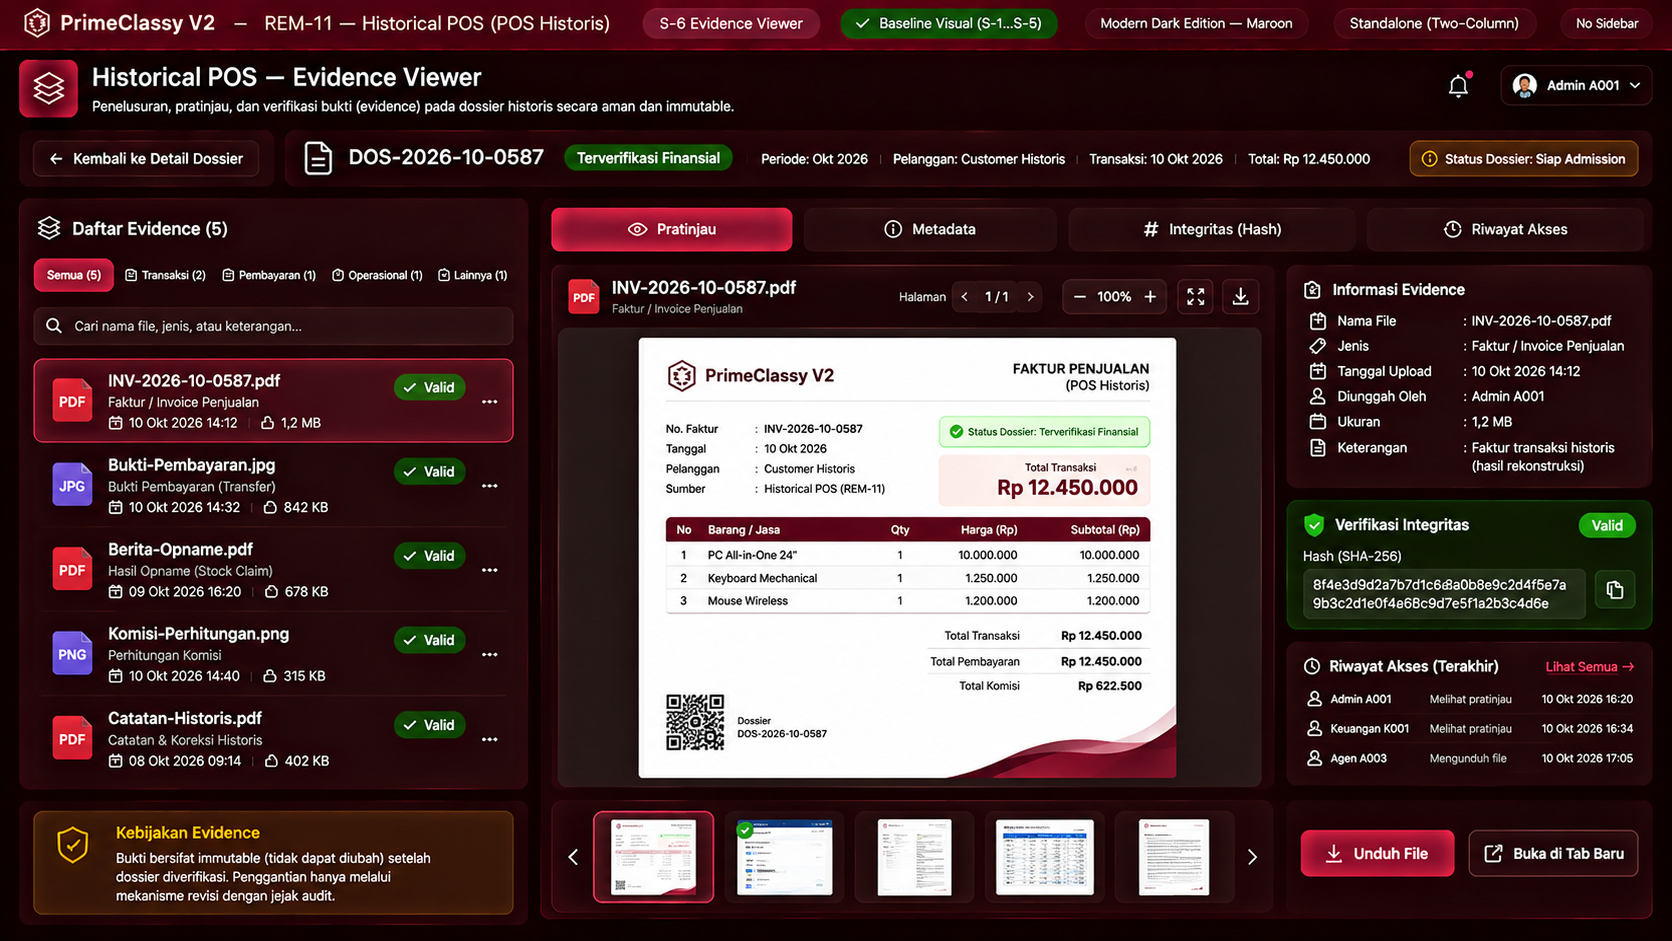 PrimeClassy V2 — REM-11 — Historical POS (POS Historis)
S-6 Evidence Viewer
Baseline Visual (S-1...S-5)
Modern Dark Edition — Maroon
Standalone (Two-Column)
No Sidebar
Historical POS — Evidence Viewer
Penelusuran, pratinjau, dan verifikasi bukti (evidence) pada dossier historis secara aman dan immutable.
Admin A001
Kembali ke Detail Dossier
DOS-2026-10-0587
Terverifikasi Finansial
Periode: Okt 2026
Pelanggan: Customer Historis
Transaksi: 10 Okt 2026
Total: Rp 12.450.000
Status Dossier: Siap Admission
Daftar Evidence (5)
Semua (5)
Transaksi (2)
Pembayaran (1)
Operasional (1)
Lainnya (1)
Cari nama file, jenis, atau keterangan...
PDF
INV-2026-10-0587.pdf
Valid
Faktur / Invoice Penjualan
10 Okt 2026 14:12
1,2 MB
JPG
Bukti-Pembayaran.jpg
Valid
Bukti Pembayaran (Transfer)
10 Okt 2026 14:32
842 KB
PDF
Berita-Opname.pdf
Valid
Hasil Opname (Stock Claim)
09 Okt 2026 16:20
678 KB
PNG
Komisi-Perhitungan.png
Valid
Perhitungan Komisi
10 Okt 2026 14:40
315 KB
PDF
Catatan-Historis.pdf
Valid
Catatan & Koreksi Historis
08 Okt 2026 09:14
402 KB
Kebijakan Evidence
Bukti bersifat immutable (tidak dapat diubah) setelah
dossier diverifikasi. Penggantian hanya melalui
mekanisme revisi dengan jejak audit.
Pratinjau
Metadata
Integritas (Hash)
Riwayat Akses
PDF
INV-2026-10-0587.pdf
Faktur / Invoice Penjualan
Halaman
1 / 1
100%
PrimeClassy V2
FAKTUR PENJUALAN
(POS Historis)
No. Faktur : INV-2026-10-0587
Tanggal : 10 Okt 2026
Pelanggan : Customer Historis
Sumber : Historical POS (REM-11)
Status Dossier: Terverifikasi Finansial
Total Transaksi
Rp 12.450.000
No Barang / Jasa Qty Harga (Rp) Subtotal (Rp)
1 PC All-in-One 24" 1 10.000.000 10.000.000
2 Keyboard Mechanical 1 1.250.000 1.250.000
3 Mouse Wireless 1 1.200.000 1.200.000
Total Transaksi Rp 12.450.000
Total Pembayaran Rp 12.450.000
Total Komisi Rp 622.500
Dossier
DOS-2026-10-0587
Informasi Evidence
Nama File : INV-2026-10-0587.pdf
Jenis : Faktur / Invoice Penjualan
Tanggal Upload : 10 Okt 2026 14:12
Diunggah Oleh : Admin A001
Ukuran : 1,2 MB
Keterangan : Faktur transaksi historis
(hasil rekonstruksi)
Verifikasi Integritas
Valid
Hash (SHA-256)
8f4e3d9d2a7b7d1c6e8a0b8e9c2d4f5e7a
9b3c2d1e0f4a68c9d7e5f1a2b3c4d6e
Riwayat Akses (Terakhir)
Lihat Semua →
Admin A001 Melihat pratinjau 10 Okt 2026 16:20
Keuangan K001 Melihat pratinjau 10 Okt 2026 16:34
Agen A003 Mengunduh file 10 Okt 2026 17:05
Unduh File
Buka di Tab Baru